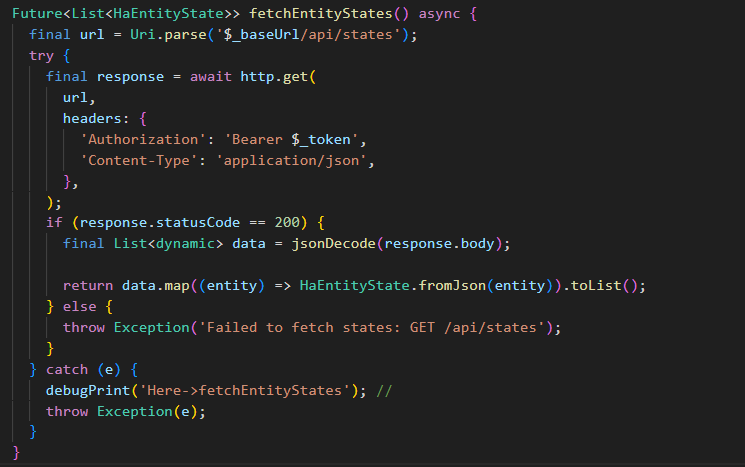 Future<List<HaEntityState>> fetchEntityStates() async {
  final url = Uri.parse('$_baseUrl/api/states');
  try {
    final response = await http.get(
      url,
      headers: {
        'Authorization': 'Bearer $_token',
        'Content-Type': 'application/json',
      },
    );
    if (response.statusCode == 200) {
      final List<dynamic> data = jsonDecode(response.body);

      return data.map((entity) => HaEntityState.fromJson(entity)).toList();
    } else {
      throw Exception('Failed to fetch states: GET /api/states');
    }
  } catch (e) {
    debugPrint('Here->fetchEntityStates'); //
    throw Exception(e);
  }
}